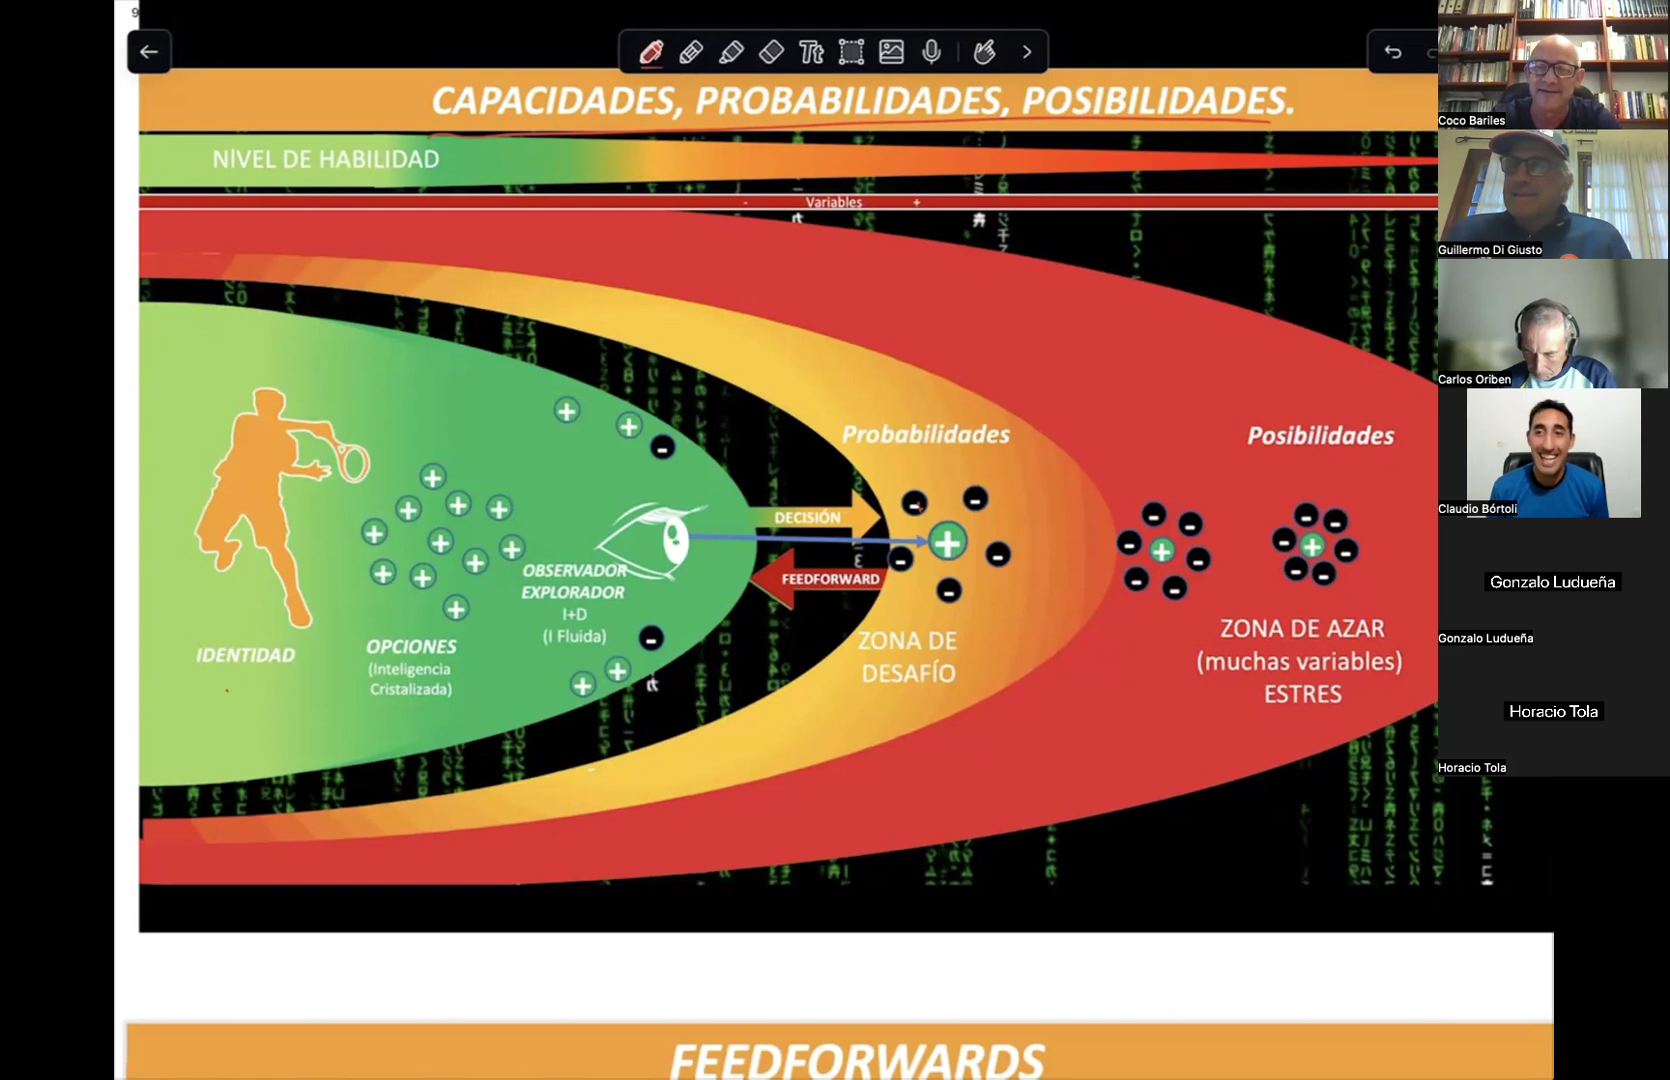 9
Tt
CAPACIDADES, PROBABILIDADES, POSIBILIDADES.
NIVEL DE HABILIDAD
- Variables +
Probabilidades
Posibilidades
DECISIÓN
FEEDFORWARD
OBSERVADOR
EXPLORADOR
I+D
(I Fluida)
IDENTIDAD
OPCIONES
(Inteligencia
Cristalizada)
ZONA DE
DESAFÍO
ZONA DE AZAR
(muchas variables)
ESTRES
FEEDFORWARDS
Coco Bariles
Guillermo Di Giusto
Carlos Oriben
Claudio Bórtoli
Gonzalo Ludueña
Gonzalo Ludueña
Horacio Tola
Horacio Tola